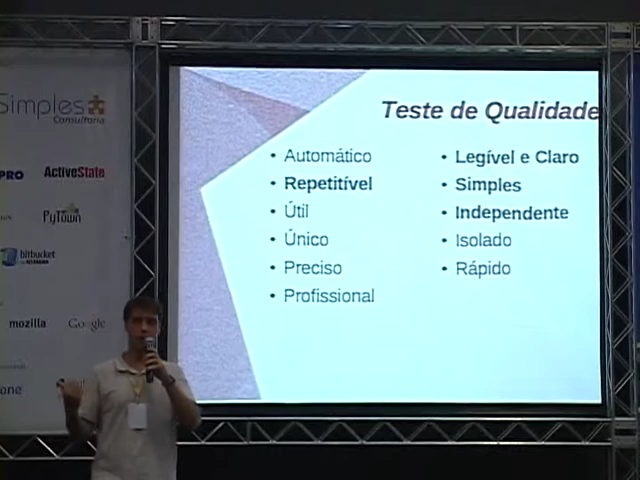 Simples
Consultoria
PRO
ActiveState
PyTown
bitbucket
mozilla
Google
one
Teste de Qualidade
• Automático
• Repetitível
• Útil
• Único
• Preciso
• Profissional
• Legível e Claro
• Simples
• Independente
• Isolado
• Rápido